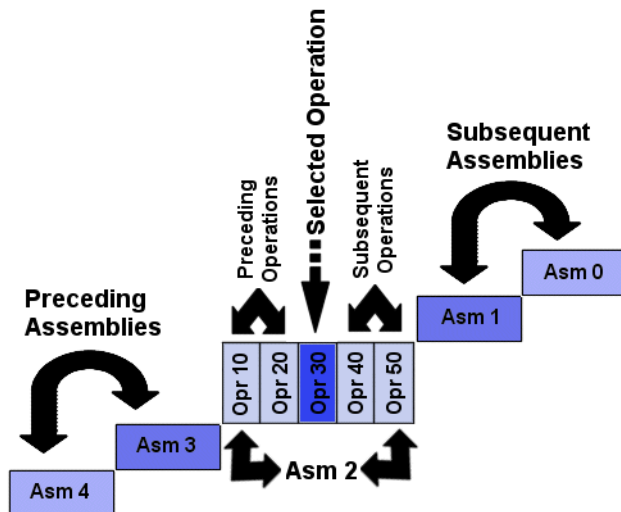 Selected Operation
Subsequent
Assemblies
Preceding
Operations
Subsequent
Operations
Asm 0
Preceding
Assemblies
Asm 1
Opr 10
Opr 20
Opr 30
Opr 40
Opr 50
Asm 3
Asm 2
Asm 4